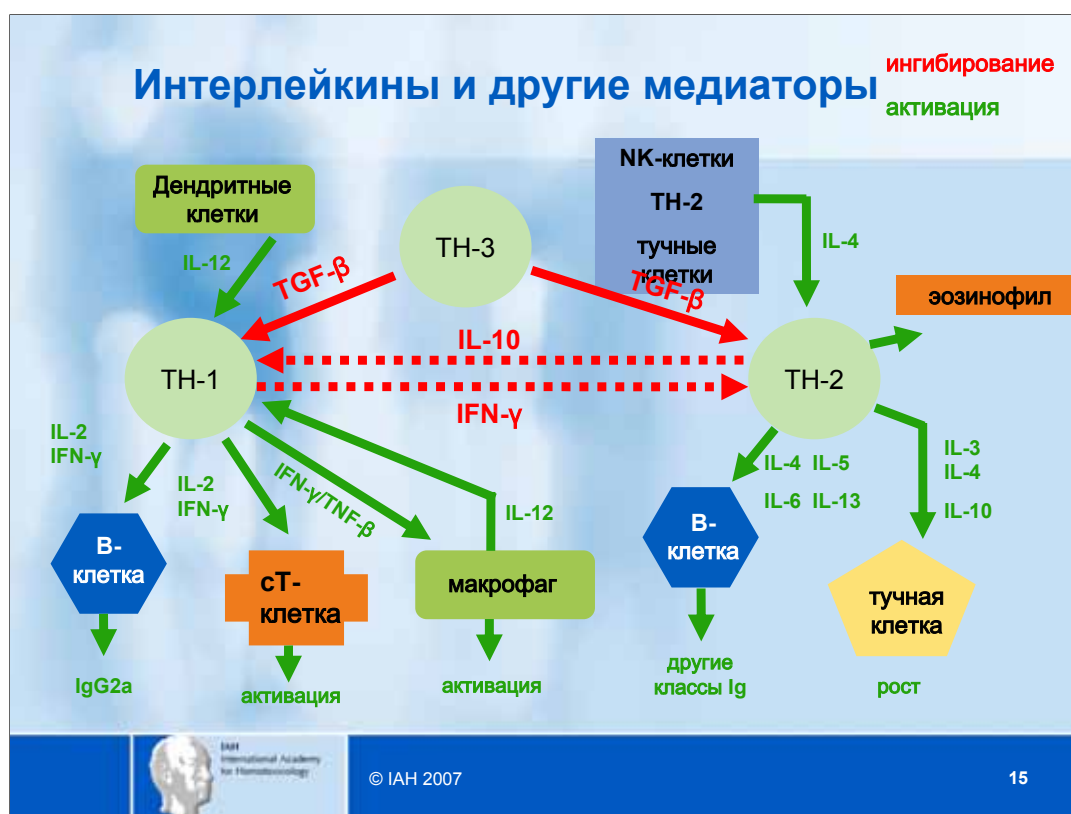 Интерлейкины и другие медиаторы
ингибирование
активация
Дендритные
клетки
IL-12
TGF-β
TH-3
NK-клетки
TH-2
тучные
клетки
TGF-β
IL-4
эозинофил
TH-1
IL-10
IFN-γ
TH-2
IL-2
IFN-γ
IL-2
IFN-γ
IFN-γ/TNF-β
IL-12
IL-4 IL-5
IL-6 IL-13
IL-3
IL-4
IL-10
В-
клетка
сТ-
клетка
макрофаг
В-
клетка
тучная
клетка
IgG2a
активация
активация
другие
классы Ig
рост
IAH
International Academy
for Homotoxicology
© IAH 2007
15